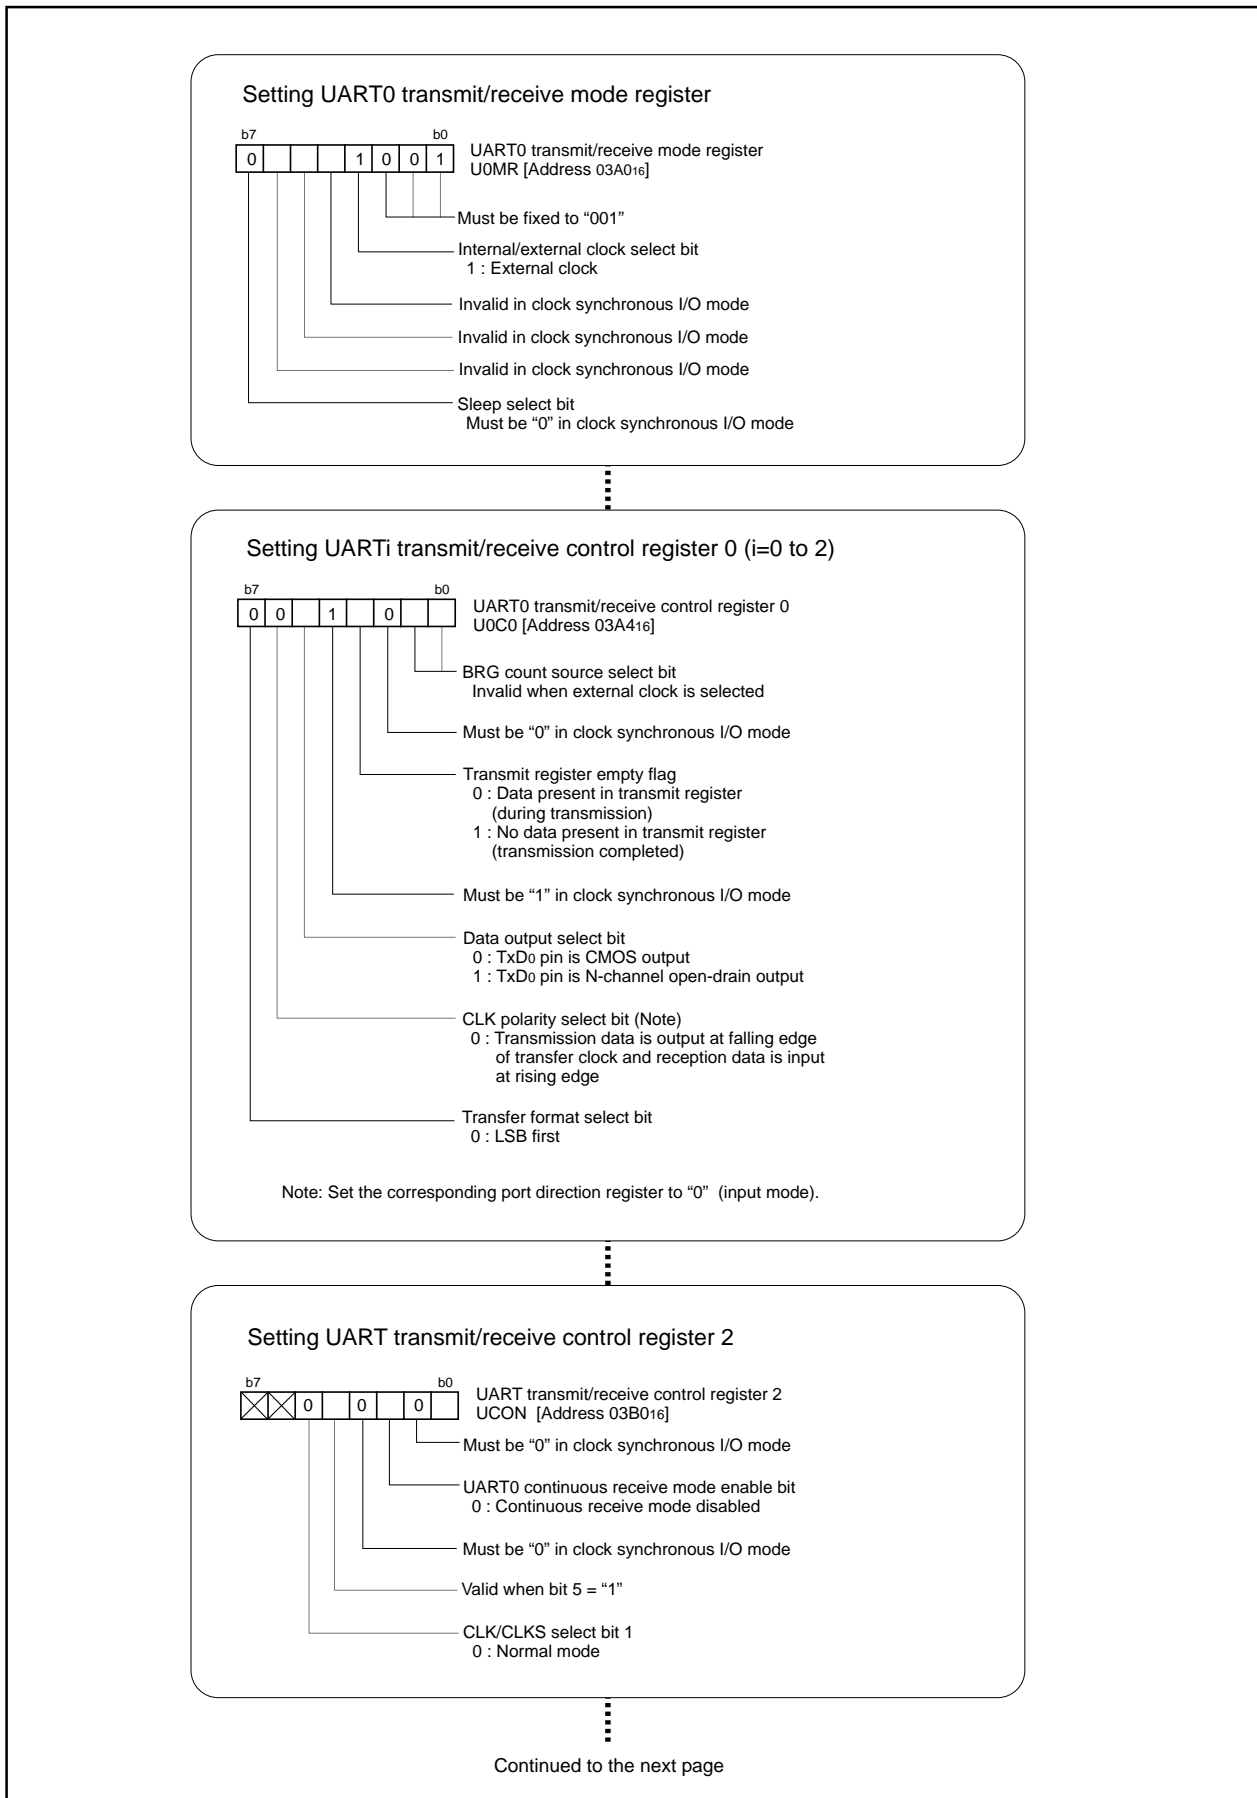 Setting UART0 transmit/receive mode register
b7 b0
0 1 0 0 1
UART0 transmit/receive mode register
U0MR [Address 03A016]
Must be fixed to “001”
Internal/external clock select bit
1 : External clock
Invalid in clock synchronous I/O mode
Invalid in clock synchronous I/O mode
Invalid in clock synchronous I/O mode
Sleep select bit
Must be “0” in clock synchronous I/O mode
Setting UARTi transmit/receive control register 0 (i=0 to 2)
b7 b0
0 0 1 0
UART0 transmit/receive control register 0
U0C0 [Address 03A416]
BRG count source select bit
Invalid when external clock is selected
Must be “0” in clock synchronous I/O mode
Transmit register empty flag
0 : Data present in transmit register
(during transmission)
1 : No data present in transmit register
(transmission completed)
Must be “1” in clock synchronous I/O mode
Data output select bit
0 : TxD0 pin is CMOS output
1 : TxD0 pin is N-channel open-drain output
CLK polarity select bit (Note)
0 : Transmission data is output at falling edge
of transfer clock and reception data is input
at rising edge
Transfer format select bit
0 : LSB first
Note: Set the corresponding port direction register to “0” (input mode).
Setting UART transmit/receive control register 2
b7 b0
0 0 0
UART transmit/receive control register 2
UCON [Address 03B016]
Must be “0” in clock synchronous I/O mode
UART0 continuous receive mode enable bit
0 : Continuous receive mode disabled
Must be “0” in clock synchronous I/O mode
Valid when bit 5 = “1”
CLK/CLKS select bit 1
0 : Normal mode
Continued to the next page